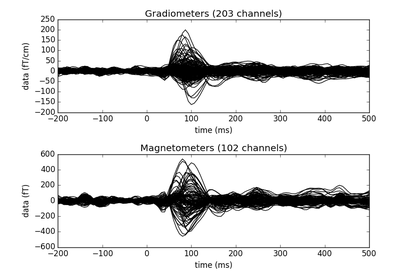 Gradiometers (203 channels)
250
200
150
100
50
0
−50
−100
−150
−200
−200 −100 0 100 200 300 400 500
data (fT/cm)
time (ms)
Magnetometers (102 channels)
600
400
200
0
−200
−400
−600
−200 −100 0 100 200 300 400 500
data (fT)
time (ms)